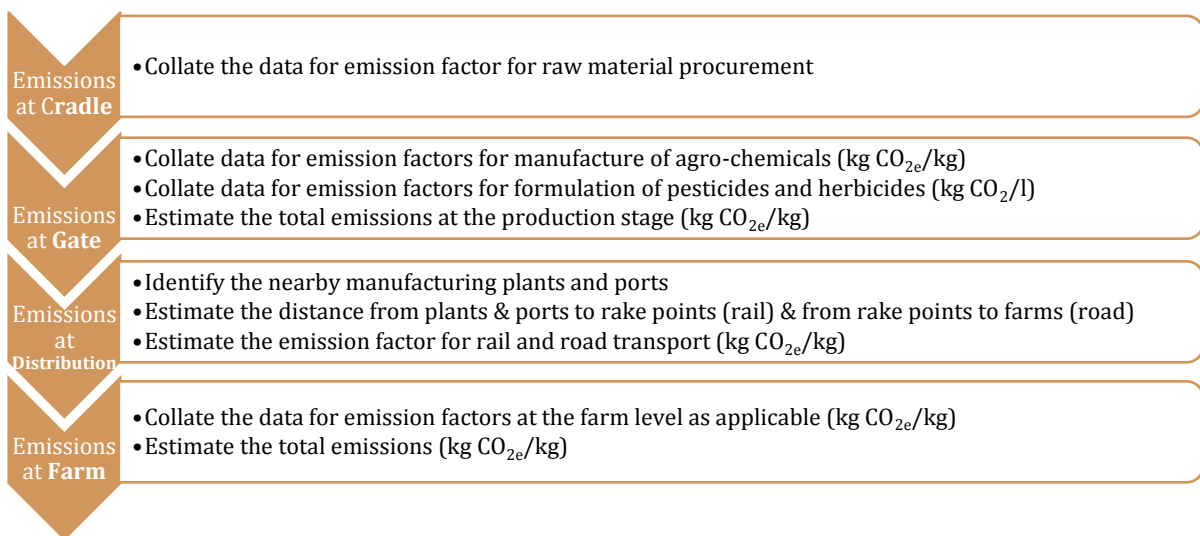 Emissions
at Cradle
•Collate the data for emission factor for raw material procurement
Emissions
at Gate
•Collate data for emission factors for manufacture of agro-chemicals (kg CO2e/kg)
•Collate data for emission factors for formulation of pesticides and herbicides (kg CO2/l)
•Estimate the total emissions at the production stage (kg CO2e/kg)
Emissions
at
Distribution
•Identify the nearby manufacturing plants and ports
•Estimate the distance from plants & ports to rake points (rail) & from rake points to farms (road)
•Estimate the emission factor for rail and road transport (kg CO2e/kg)
Emissions
at Farm
•Collate the data for emission factors at the farm level as applicable (kg CO2e/kg)
•Estimate the total emissions (kg CO2e/kg)